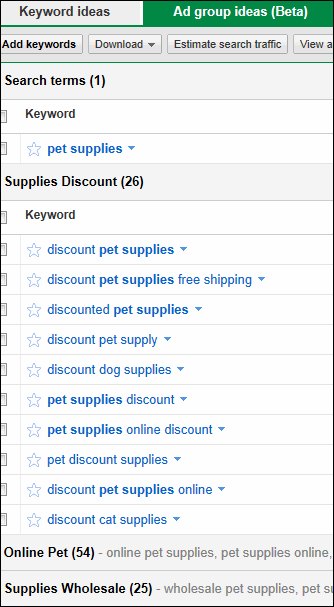 Keyword ideas Ad group ideas (Beta)
Add keywords Download Estimate search traffic View a
Search terms (1)
Keyword
pet supplies
Supplies Discount (26)
Keyword
discount pet supplies
discount pet supplies free shipping
discounted pet supplies
discount pet supply
discount dog supplies
pet supplies discount
pet supplies online discount
pet discount supplies
discount pet supplies online
discount cat supplies
Online Pet (54) - online pet supplies, pet supplies online,
Supplies Wholesale (25) - wholesale pet supplies, pet s